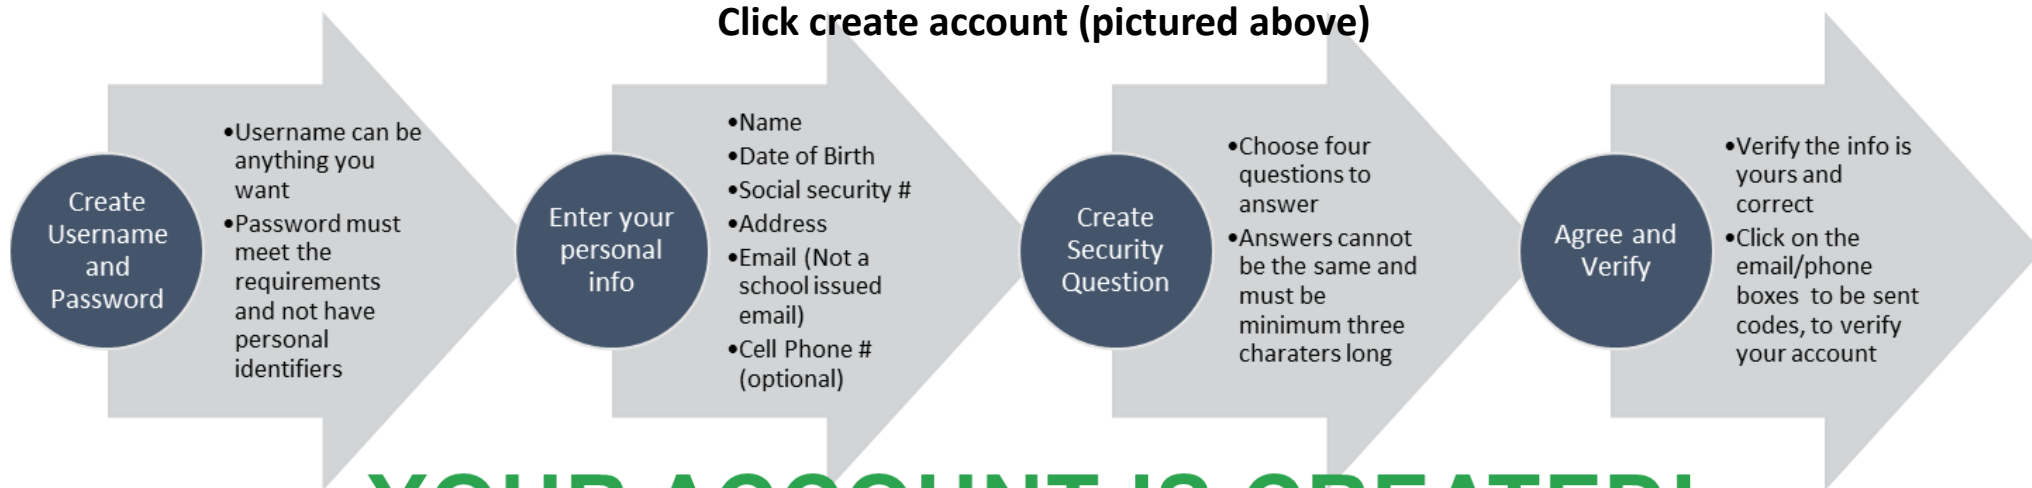 Click create account (pictured above)
Create
Username
and
Password
•Username can be
anything you
want
•Password must
meet the
requirements
and not have
personal
identifiers
Enter your
personal
info
•Name
•Date of Birth
•Social security #
•Address
•Email (Not a
school issued
email)
•Cell Phone #
(optional)
Create
Security
Question
•Choose four
questions to
answer
•Answers cannot
be the same and
must be
minimum three
charaters long
Agree and
Verify
•Verify the info is
yours and
correct
•Click on the
email/phone
boxes to be sent
codes, to verify
your account
YOUR ACCOUNT IS CREATED!